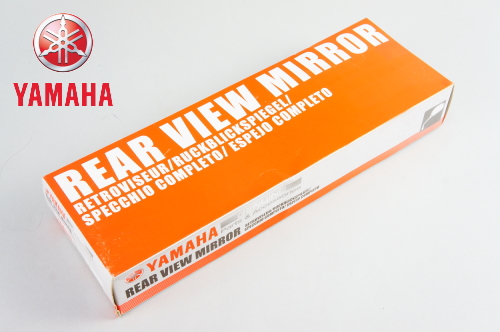 YAMAHA
REAR VIEW MIRROR
RETROVISEUR/RUCKBLICKSPIEGEL/
SPECCHIO COMPLETO/ ESPEJO COMPLETO
YAMAHA
REAR VIEW MIRROR